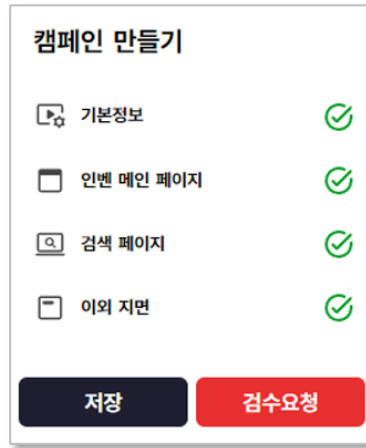 캠페인 만들기
기본정보
인벤 메인 페이지
검색 페이지
이외 지면
저장
검수요청